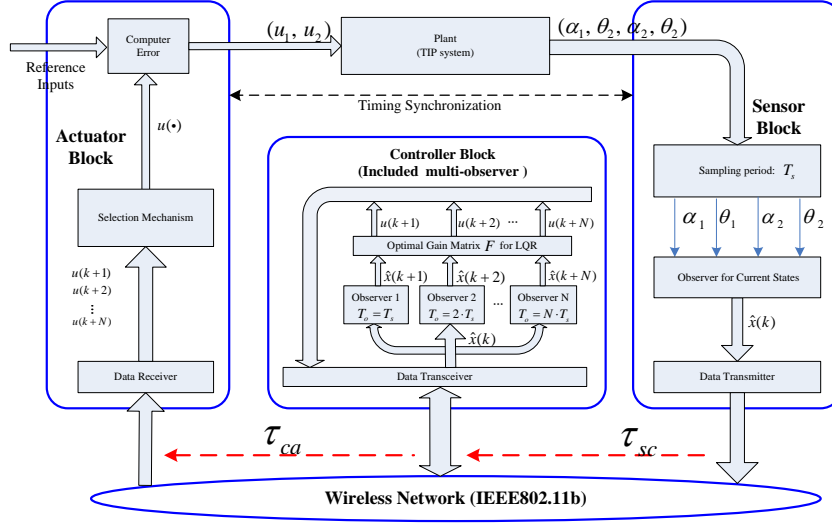 Reference
Inputs
Computer
Error
(u₁, u₂)
Plant
(TIP system)
(α₁, θ₂, α₂, θ₂)
Timing Synchronization
Actuator
Block
u(•)
Selection Mechanism
u(k+1)
u(k+2)
⋮
u(k+N)
Data Receiver
Controller Block
(Included multi-observer )
u(k+1) u(k+2) ··· u(k+N)
Optimal Gain Matrix F for LQR
x̂(k+1) x̂(k+2) x̂(k+N)
Observer 1
Tₒ = Tₛ
Observer 2
Tₒ = 2·Tₛ
...
Observer N
Tₒ = N·Tₛ
x̂(k)
Data Transceiver
Sensor
Block
Sampling period: Tₛ
α₁ θ₁ α₂ θ₂
Observer for Current States
x̂(k)
Data Transmitter
τ_ca
τ_sc
Wireless Network (IEEE802.11b)